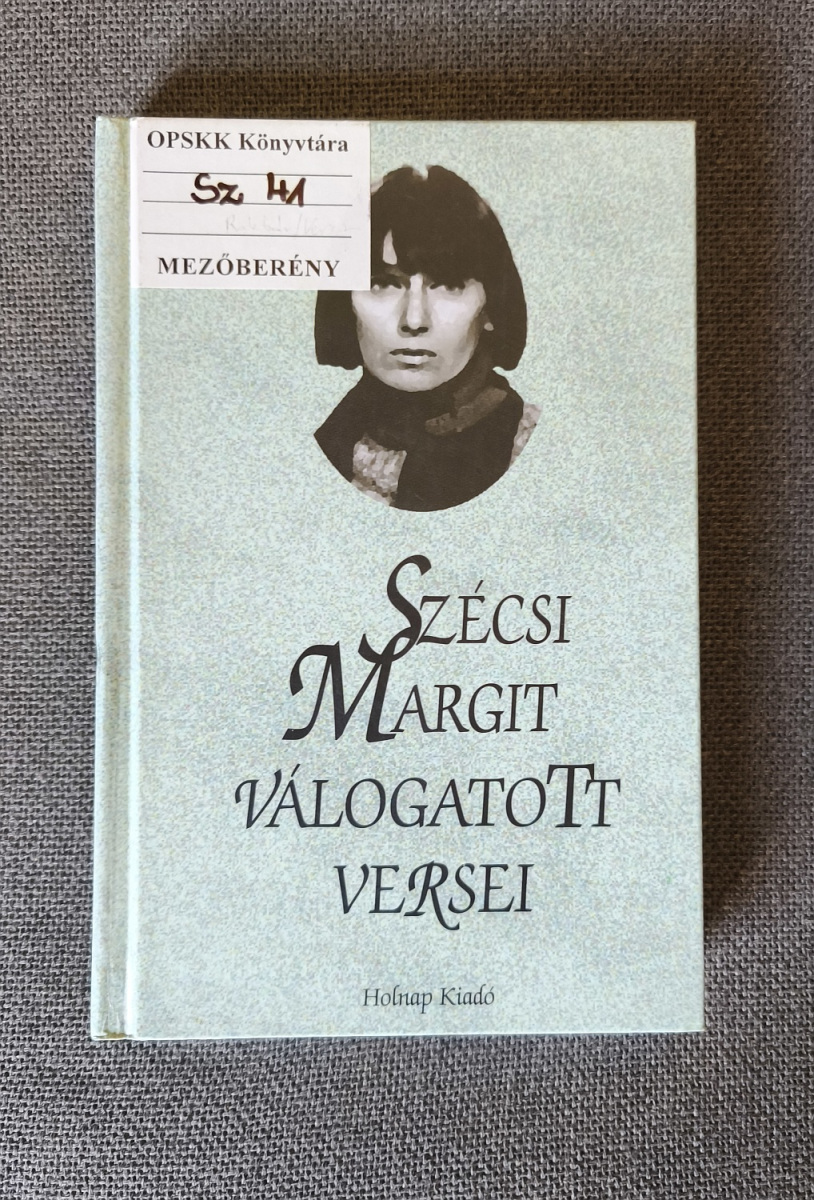 OPSKK Könyvtára
Sz 41
MEZŐBERÉNY
SZÉCSI
MARGIT
VÁLOGATOTT
VERSEI
Holnap Kiadó